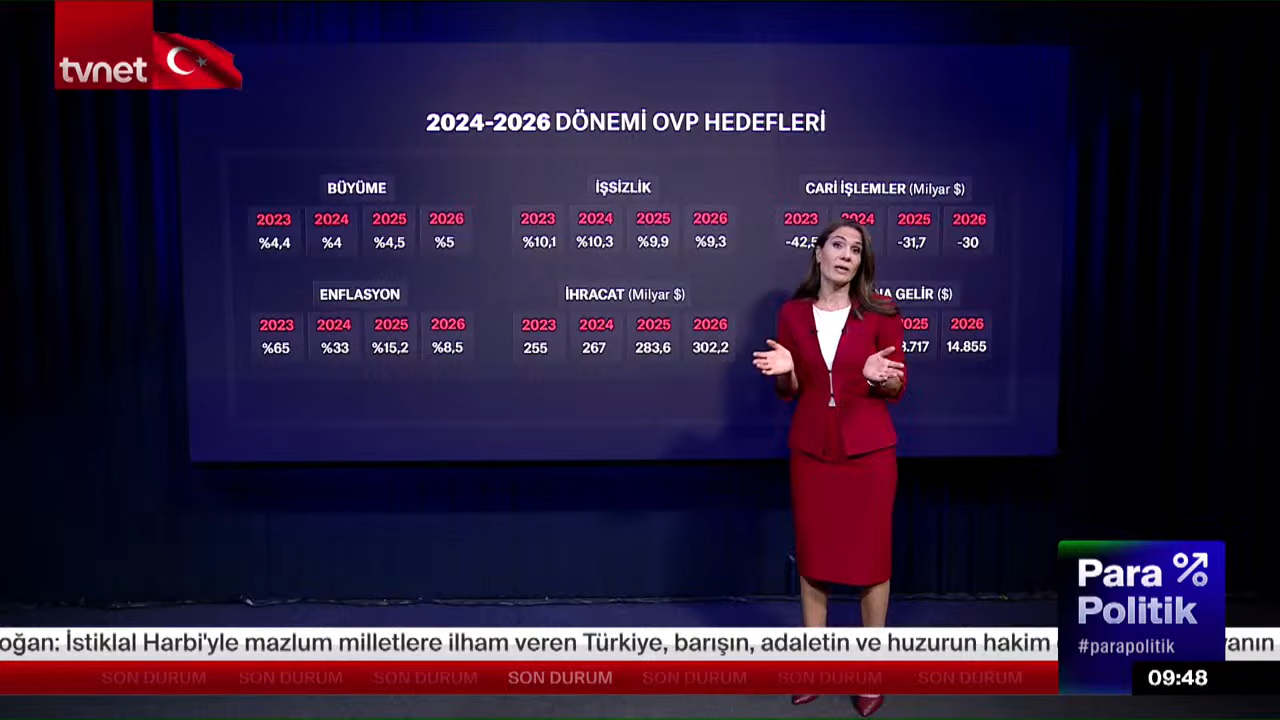 tvnet
2024-2026 DÖNEMİ OVP HEDEFLERİ
BÜYÜME
2023 2024 2025 2026
%4,4 %4 %4,5 %5
İŞSİZLİK
2023 2024 2025 2026
%10,1 %10,3 %9,9 %9,3
CARİ İŞLEMLER (Milyar $)
2023 2024 2025 2026
-42,5 -31,7 -30
ENFLASYON
2023 2024 2025 2026
%65 %33 %15,2 %8,5
İHRACAT (Milyar $)
2023 2024 2025 2026
255 267 283,6 302,2
GELİR ($)
2026
14.855
Para
Politik
#parapolitik
İstiklal Harbi'yle mazlum milletlere ilham veren Türkiye, barışın, adaletin ve huzurun hakim
SON DURUM SON DURUM SON DURUM SON DURUM SON DURUM SON DURUM SON DURUM
09:48